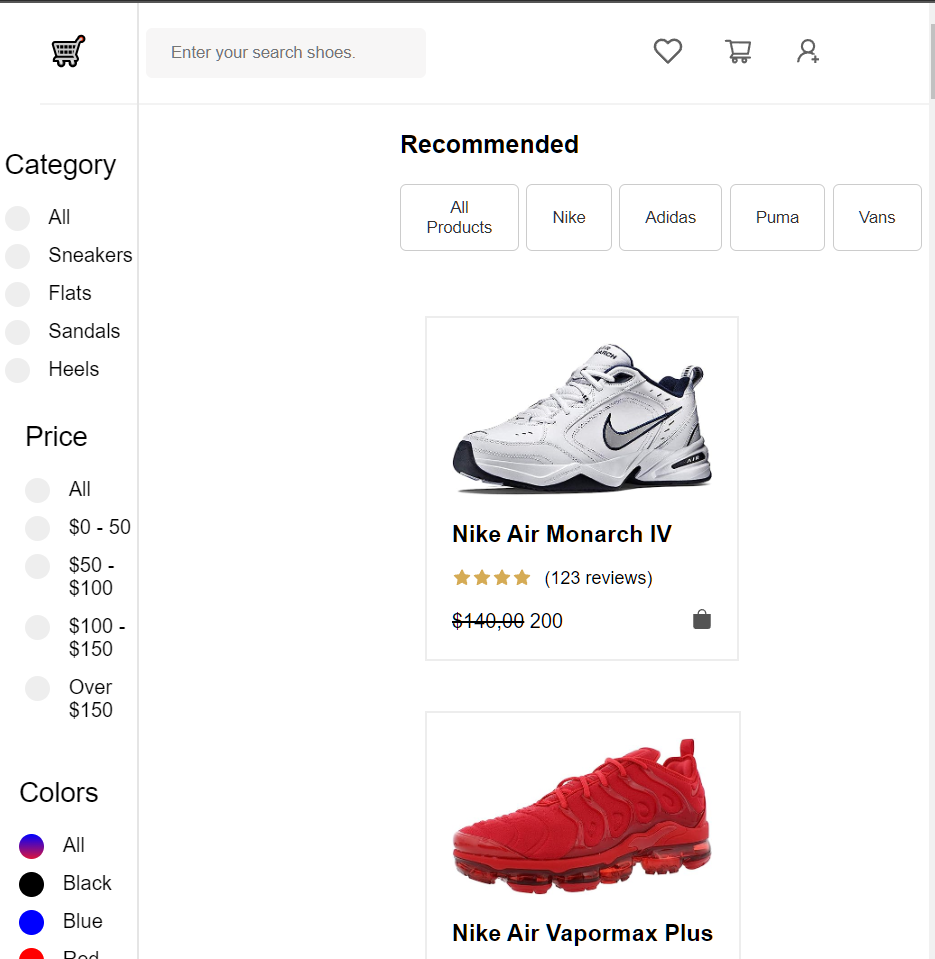 Enter your search shoes.
Category
All
Sneakers
Flats
Sandals
Heels
Price
All
$0 - 50
$50 -
$100
$100 -
$150
Over
$150
Colors
All
Black
Blue
Red
Recommended
All
Products
Nike
Adidas
Puma
Vans
Nike Air Monarch IV
(123 reviews)
$140,00 200
Nike Air Vapormax Plus